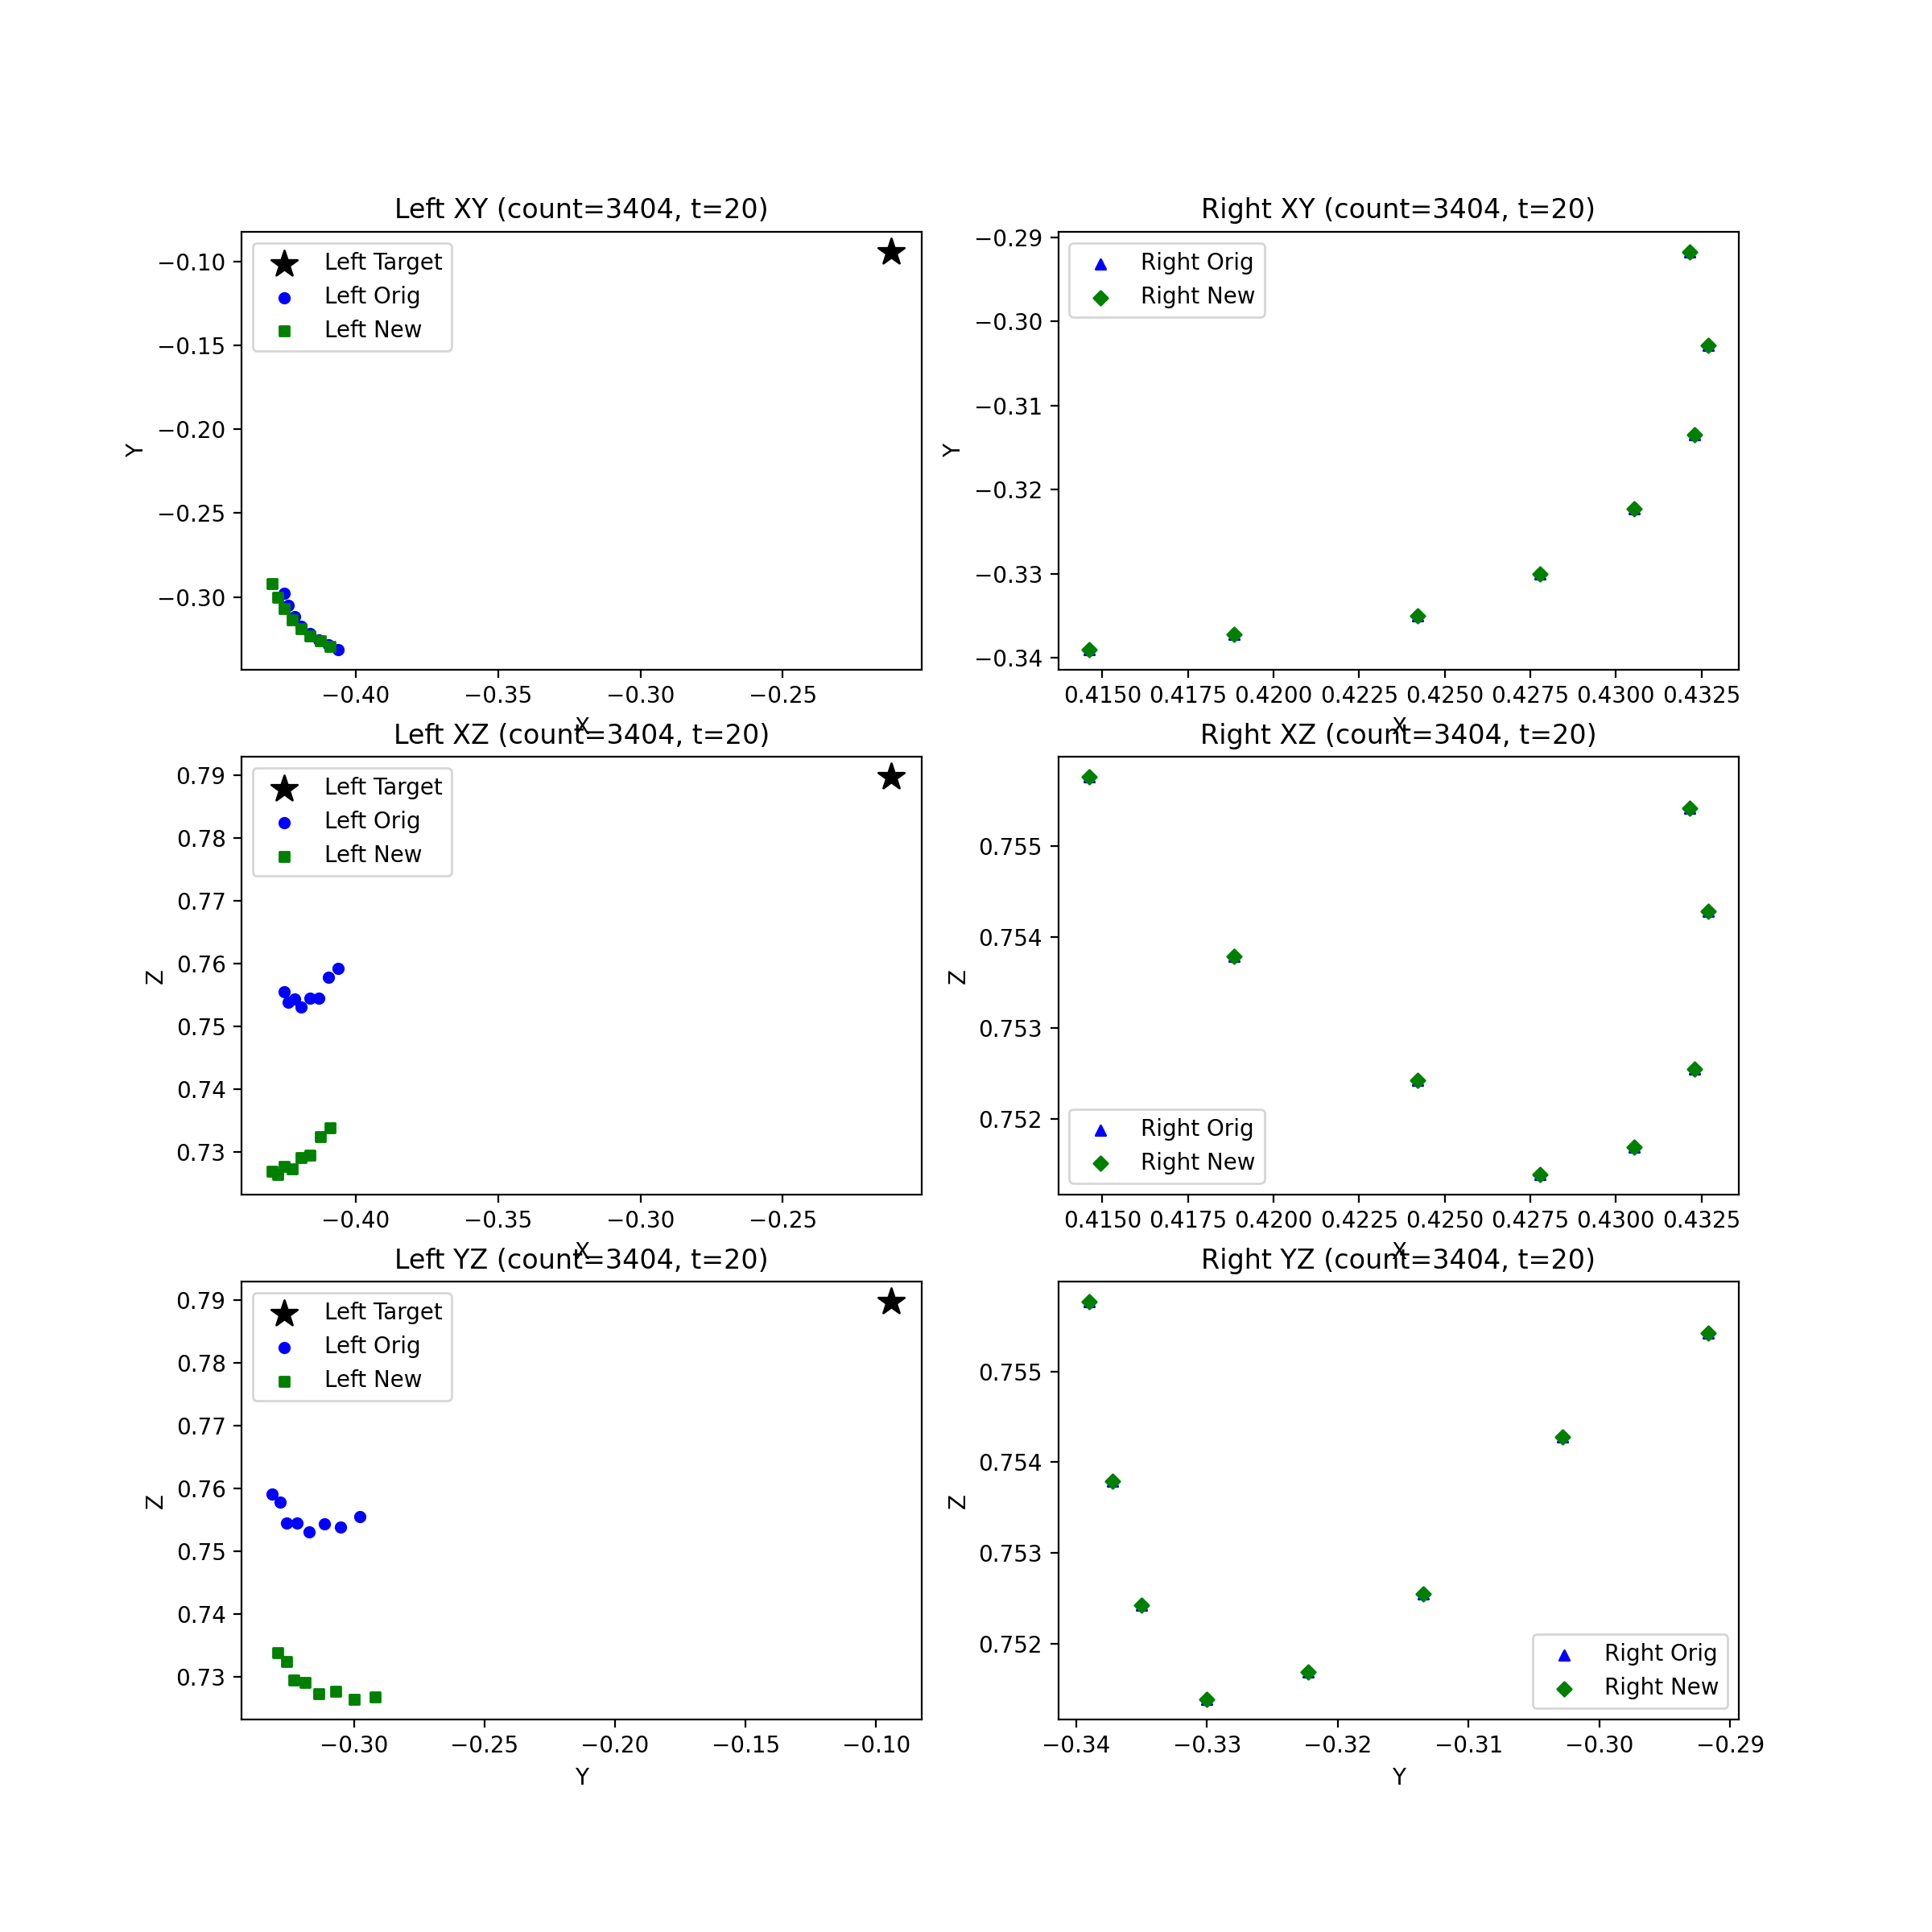 Left XY (count=3404, t=20)
Left Target
Left Orig
Left New
−0.10
−0.15
−0.20
−0.25
−0.30
Y
−0.40
−0.35
−0.30
−0.25
X
Right XY (count=3404, t=20)
Right Orig
Right New
−0.29
−0.30
−0.31
−0.32
−0.33
−0.34
Y
0.4150
0.4175
0.4200
0.4225
0.4250
0.4275
0.4300
0.4325
X
Left XZ (count=3404, t=20)
Left Target
Left Orig
Left New
0.79
0.78
0.77
0.76
0.75
0.74
0.73
Z
−0.40
−0.35
−0.30
−0.25
X
Right XZ (count=3404, t=20)
0.755
0.754
0.753
0.752
Z
Right Orig
Right New
0.4150
0.4175
0.4200
0.4225
0.4250
0.4275
0.4300
0.4325
X
Left YZ (count=3404, t=20)
Left Target
Left Orig
Left New
0.79
0.78
0.77
0.76
0.75
0.74
0.73
Z
−0.30
−0.25
−0.20
−0.15
−0.10
Y
Right YZ (count=3404, t=20)
0.755
0.754
0.753
0.752
Z
Right Orig
Right New
−0.34
−0.33
−0.32
−0.31
−0.30
−0.29
Y